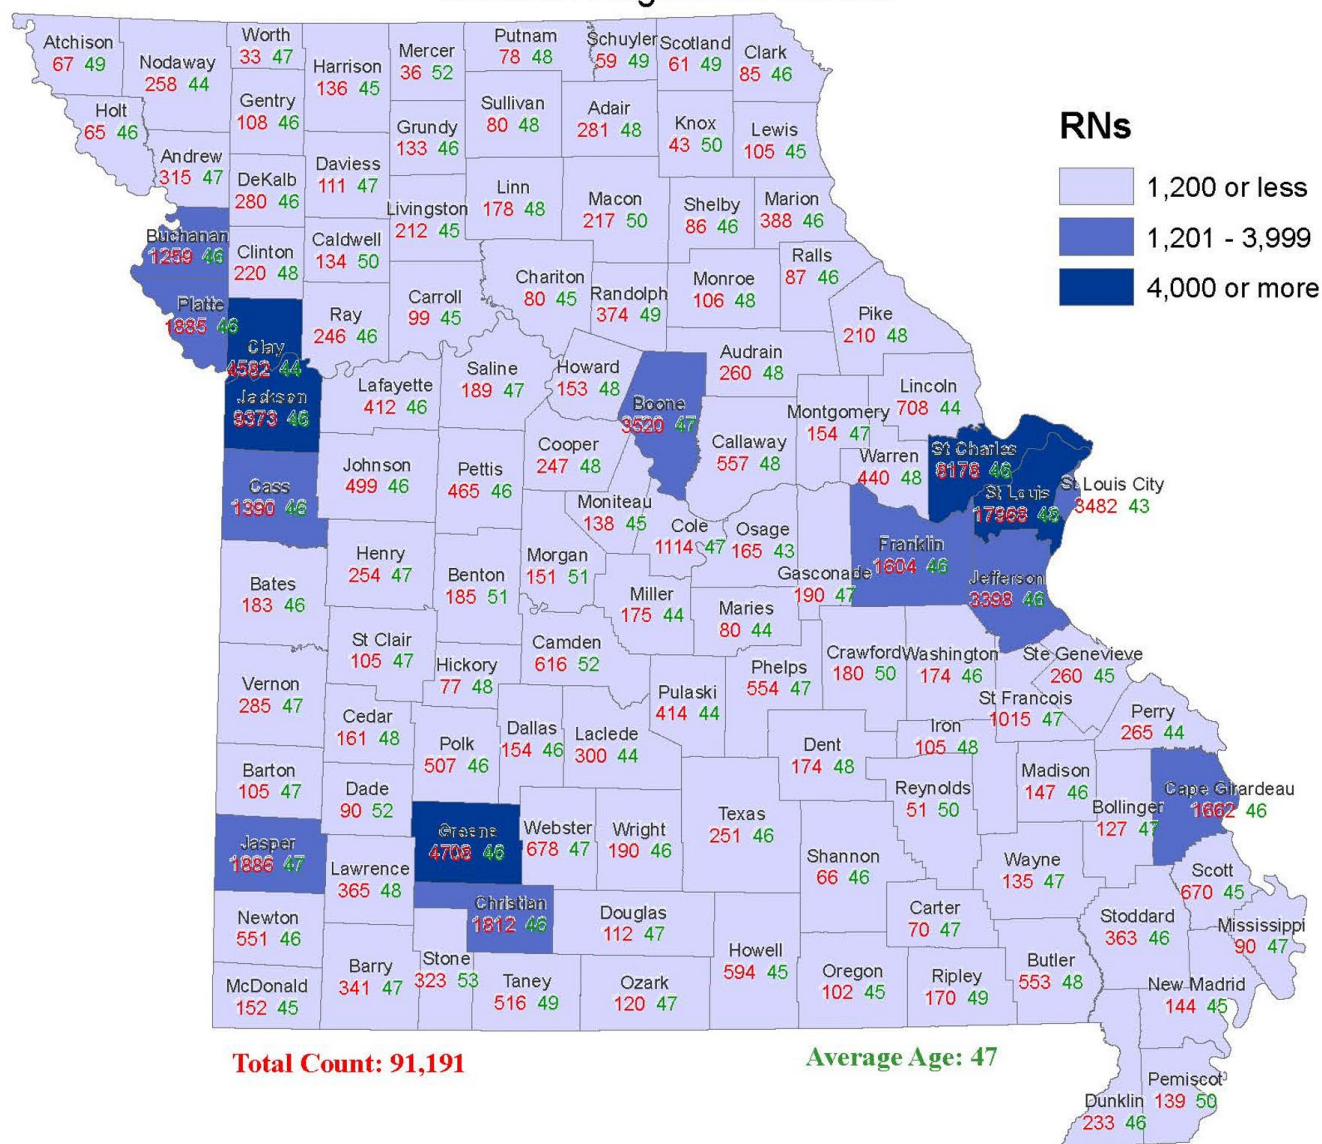 Atchison
67 49
Nodaway
258 44
Worth
33 47
Harrison
136 45
Mercer
36 52
Putnam
78 48
Schuyler
59 49
Scotland
61 49
Clark
85 46
Holt
65 46
Gentry
108 46
Sullivan
80 48
Adair
281 48
Knox
43 50
Lewis
105 45
Grundy
133 46
Andrew
315 47
DeKalb
280 46
Daviess
111 47
Livingston
212 45
Linn
178 48
Macon
217 50
Shelby
86 46
Marion
388 46
Buchanan
1259 46
Clinton
220 48
Caldwell
134 50
Chariton
80 45
Randolph
374 49
Monroe
106 48
Ralls
87 46
Platte
1885 46
Clay
4582 44
Ray
246 46
Carroll
99 45
Pike
210 48
Jackson
9373 46
Lafayette
412 46
Saline
189 47
Howard
153 48
Boone
3520 47
Audrain
260 48
Montgomery
154 47
Lincoln
708 44
Cass
1390 46
Johnson
499 46
Pettis
465 46
Cooper
247 48
Callaway
557 48
Warren
440 48
St Charles
6178 46
St Louis
17968 48
St Louis City
3482 43
Moniteau
138 45
Cole
1114 47
Osage
165 43
Gasconade
190 47
Franklin
1604 46
Jefferson
3398 46
Bates
183 46
Henry
254 47
Benton
185 51
Morgan
151 51
Miller
175 44
Maries
80 44
St Clair
105 47
Hickory
77 48
Camden
616 52
Pulaski
414 44
Phelps
554 47
Crawford
180 50
Washington
174 46
Ste Genevieve
260 45
St Francois
1015 47
Perry
265 44
Vernon
285 47
Cedar
161 48
Polk
507 46
Dallas
154 46
Laclede
300 44
Dent
174 48
Iron
105 48
Reynolds
51 50
Madison
147 46
Bollinger
127 47
Cape Girardeau
1662 46
Barton
105 47
Dade
90 52
Greene
4708 46
Webster
678 47
Wright
190 46
Texas
251 46
Shannon
66 46
Wayne
135 47
Scott
670 45
Jasper
1886 47
Lawrence
365 48
Christian
1812 46
Douglas
112 47
Howell
594 45
Carter
70 47
Stoddard
363 46
Mississippi
90 47
Newton
551 46
McDonald
152 45
Barry
341 47
Stone
323 53
Taney
516 49
Ozark
120 47
Oregon
102 45
Ripley
170 49
Butler
553 48
New Madrid
144 45
Dunklin
233 46
Pemiscot
139 50
RNs
1,200 or less
1,201 - 3,999
4,000 or more
Total Count: 91,191
Average Age: 47